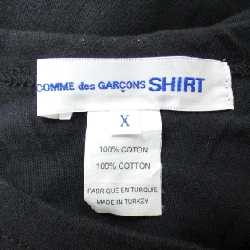 COMME des GARÇONS SHIRT
X
100% COTON
100% COTTON
FABRIQUE EN TURQUIE
MADE IN TURKEY